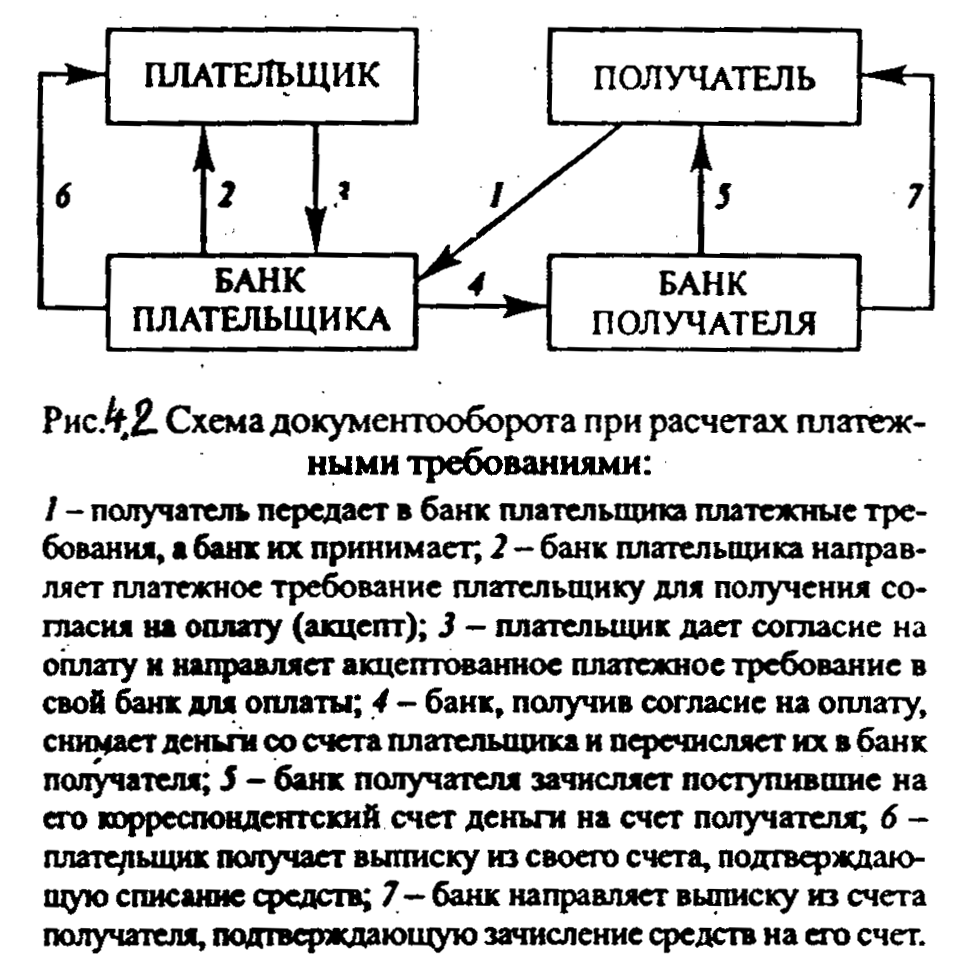 ПЛАТЕЛЬЩИК
ПОЛУЧАТЕЛЬ
6
2
3
1
5
7
БАНК
ПЛАТЕЛЬЩИКА
4
БАНК
ПОЛУЧАТЕЛЯ
Рис.4.2 Схема документооборота при расчетах платеж-
ными требованиями:
1 – получатель передает в банк плательщика платежные тре-
бования, а банк их принимает; 2 – банк плательщика направ-
ляет платежное требование плательщику для получения со-
гласия на оплату (акцепт); 3 – плательщик дает согласие на
оплату и направляет акцептованное платежное требование в
свой банк для оплаты; 4 – банк, получив согласие на оплату,
снимает деньги со счета плательщика и перечисляет их в банк
получателя; 5 – банк получателя зачисляет поступившие на
его корреспондентский счет деньги на счет получателя; 6 –
плательщик получает выписку из своего счета, подтверждаю-
щую списание средств; 7 – банк направляет выписку из счета
получателя, подтверждающую зачисление средств на его счет.